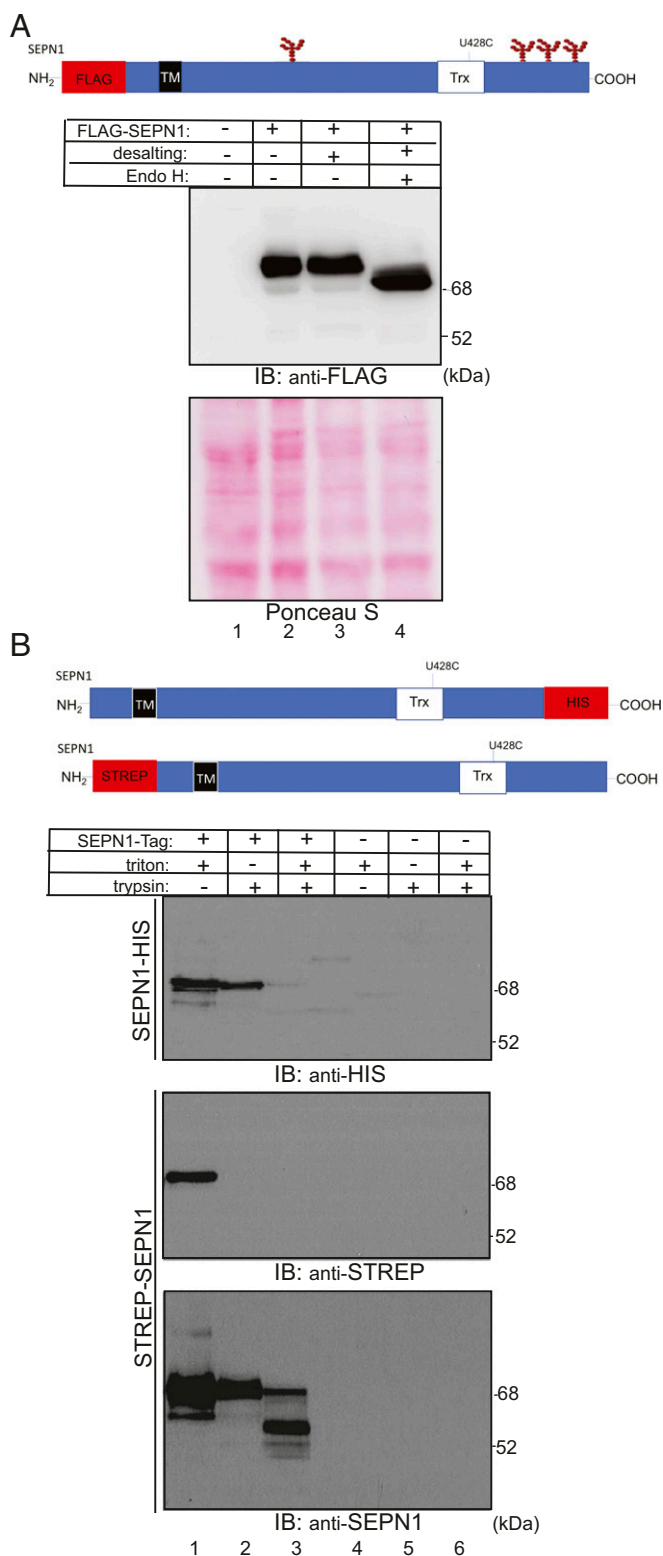 A
SEPN1
U428C
NH2 FLAG TM Trx COOH
FLAG-SEPN1: - + + +
desalting: - - + +
Endo H: - - - +
-68
-52
IB: anti-FLAG (kDa)
Ponceau S
1 2 3 4
B
SEPN1
U428C
NH2 TM Trx HIS COOH
SEPN1
U428C
NH2 STREP TM Trx COOH
SEPN1-Tag: + + + - - -
triton: + - + + - +
trypsin: - + + - + +
SEPN1-HIS
-68
-52
IB: anti-HIS
STREP-SEPN1
-68
-52
IB: anti-STREP
-68
-52
IB: anti-SEPN1 (kDa)
1 2 3 4 5 6